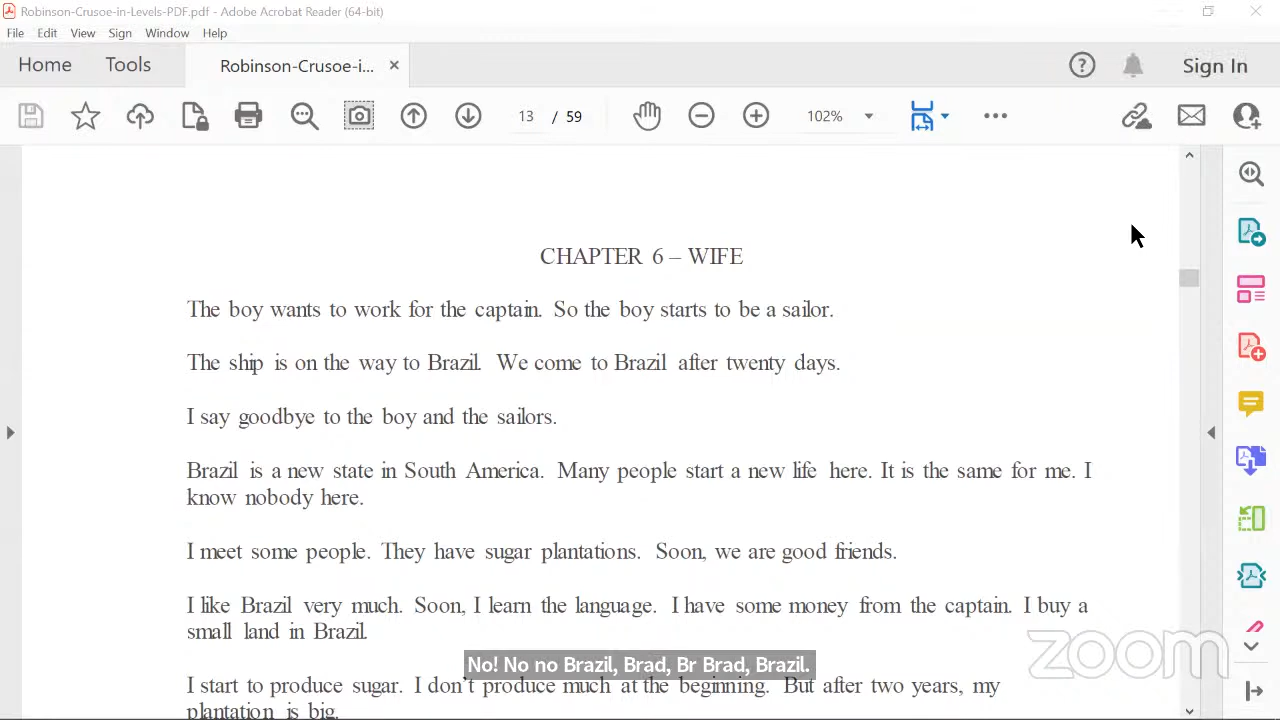 Robinson-Crusoe-in-Levels-PDF.pdf - Adobe Acrobat Reader (64-bit)
File Edit View Sign Window Help
Home Tools Robinson-Crusoe-i... × Sign In
13 / 59 102%
CHAPTER 6 – WIFE
The boy wants to work for the captain. So the boy starts to be a sailor.
The ship is on the way to Brazil. We come to Brazil after twenty days.
I say goodbye to the boy and the sailors.
Brazil is a new state in South America. Many people start a new life here. It is the same for me. I
know nobody here.
I meet some people. They have sugar plantations. Soon, we are good friends.
I like Brazil very much. Soon, I learn the language. I have some money from the captain. I buy a
small land in Brazil.
zoom
No! No no Brazil, Brad, Br Brad, Brazil.
I start to produce sugar. I don't produce much at the beginning. But after two years, my
plantation is big.